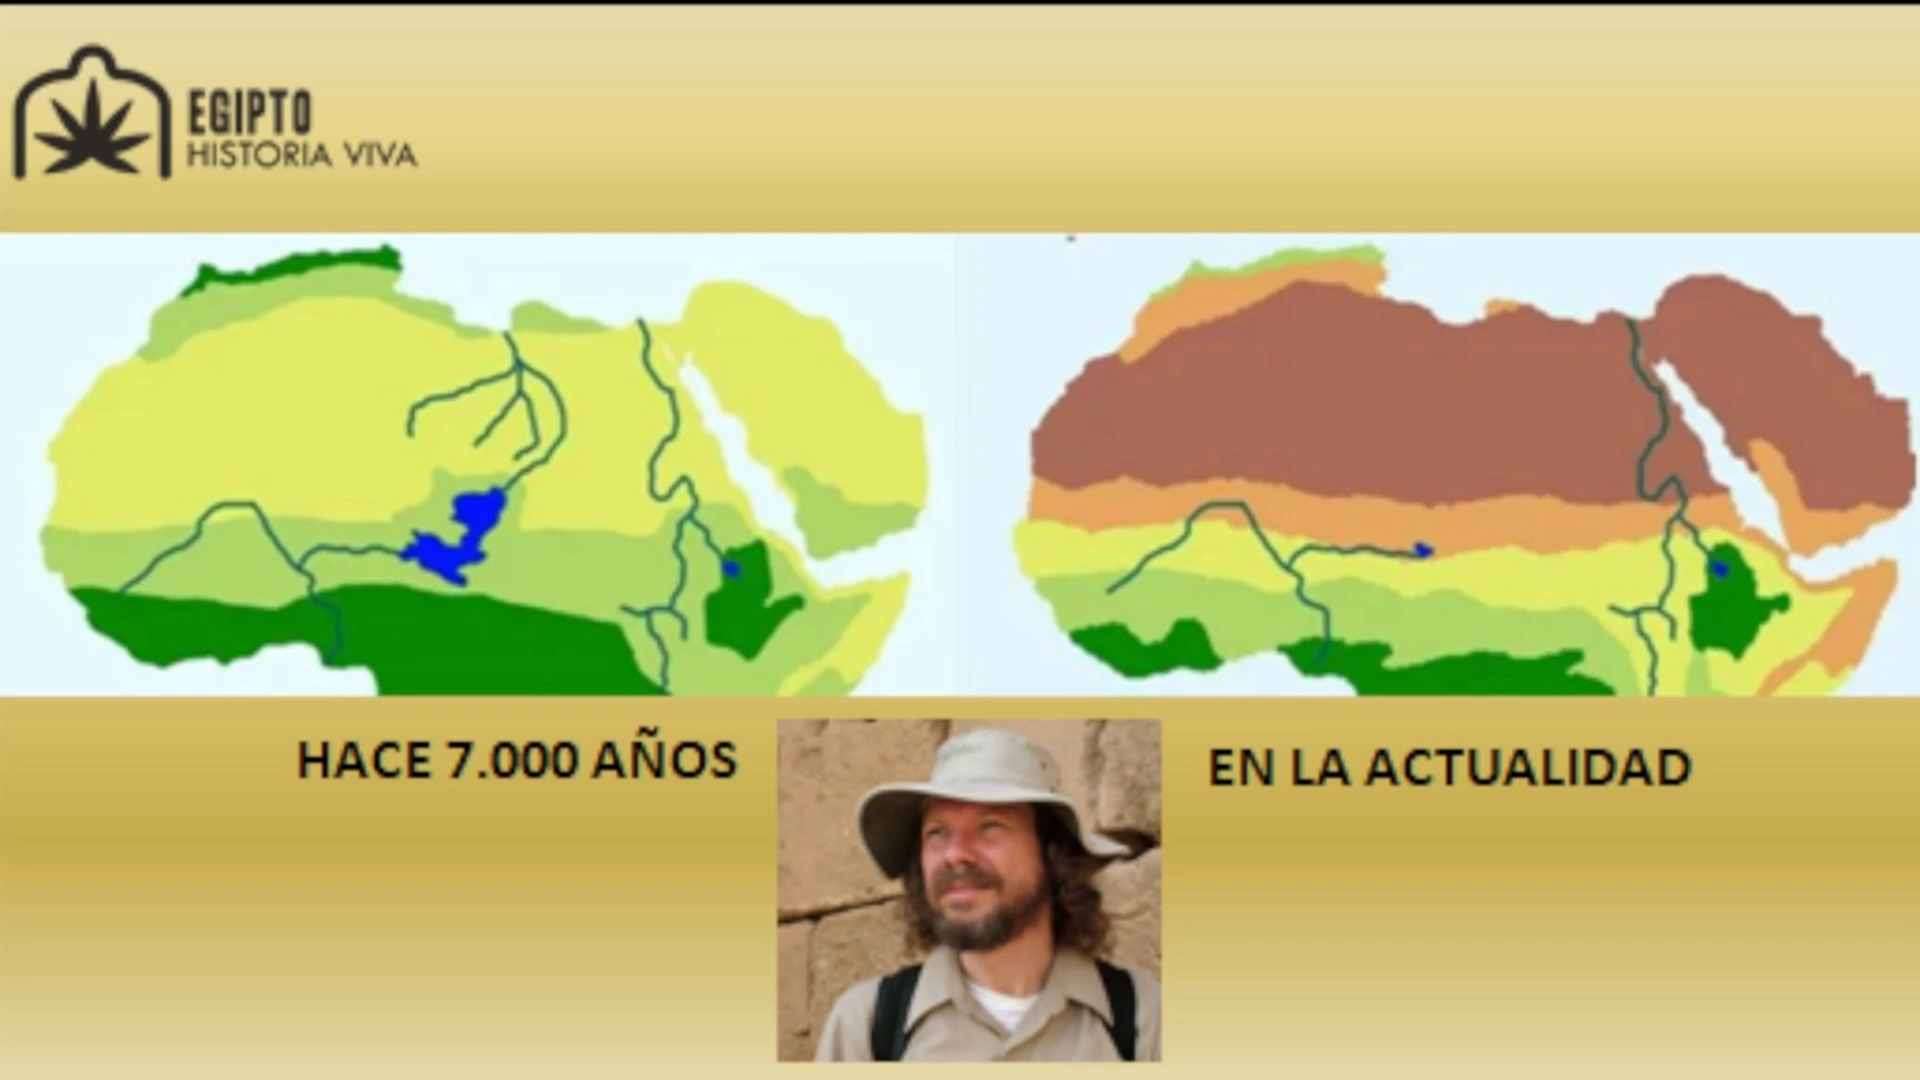 EGIPTO
HISTORIA VIVA
HACE 7.000 AÑOS
EN LA ACTUALIDAD